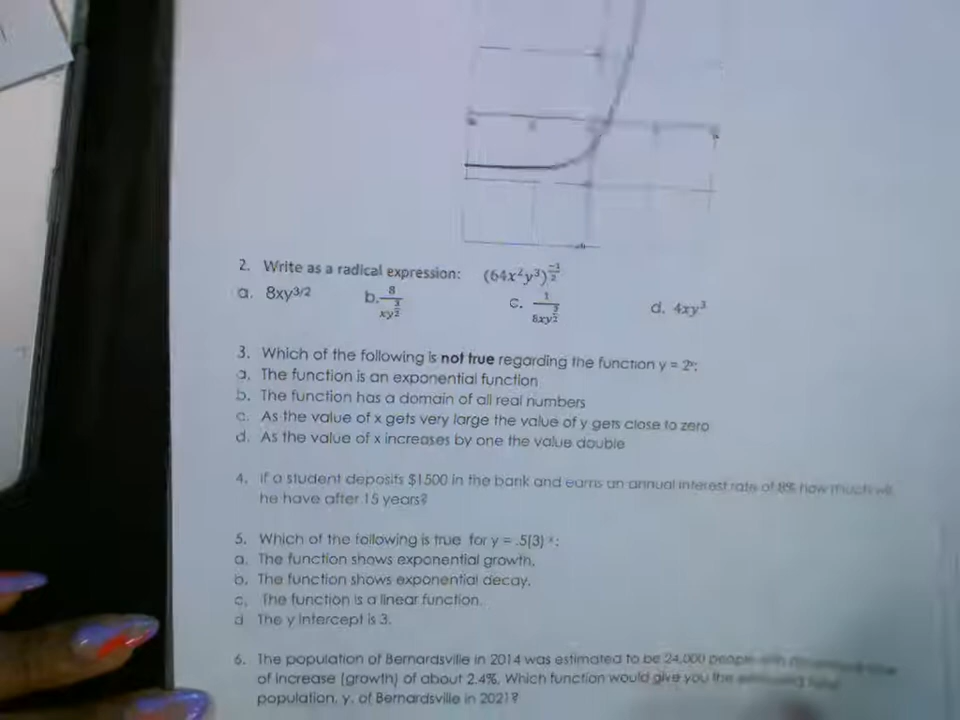 2. Write as a radical expression: (64x²y³)^(-1/2)
a. 8xy^3/2 b. 8/(xy^(3/2)) c. 1/(8xy^(3/2)) d. 4xy³
3. Which of the following is not true regarding the function y = 2ˣ:
a. The function is an exponential function
b. The function has a domain of all real numbers
c. As the value of x gets very large the value of y gets close to zero
d. As the value of x increases by one the value double
4. If a student deposits $1500 in the bank and earns an annual interest rate of 8% how much will
he have after 15 years?
5. Which of the following is true for y = .5(3) ˣ:
a. The function shows exponential growth.
b. The function shows exponential decay.
c. The function is a linear function.
d The y intercept is 3.
6. The population of Bernardsville in 2014 was estimated to be 24,000 people with
of increase (growth) of about 2.4%. Which function would give you the
population, y, of Bernardsville in 2021?